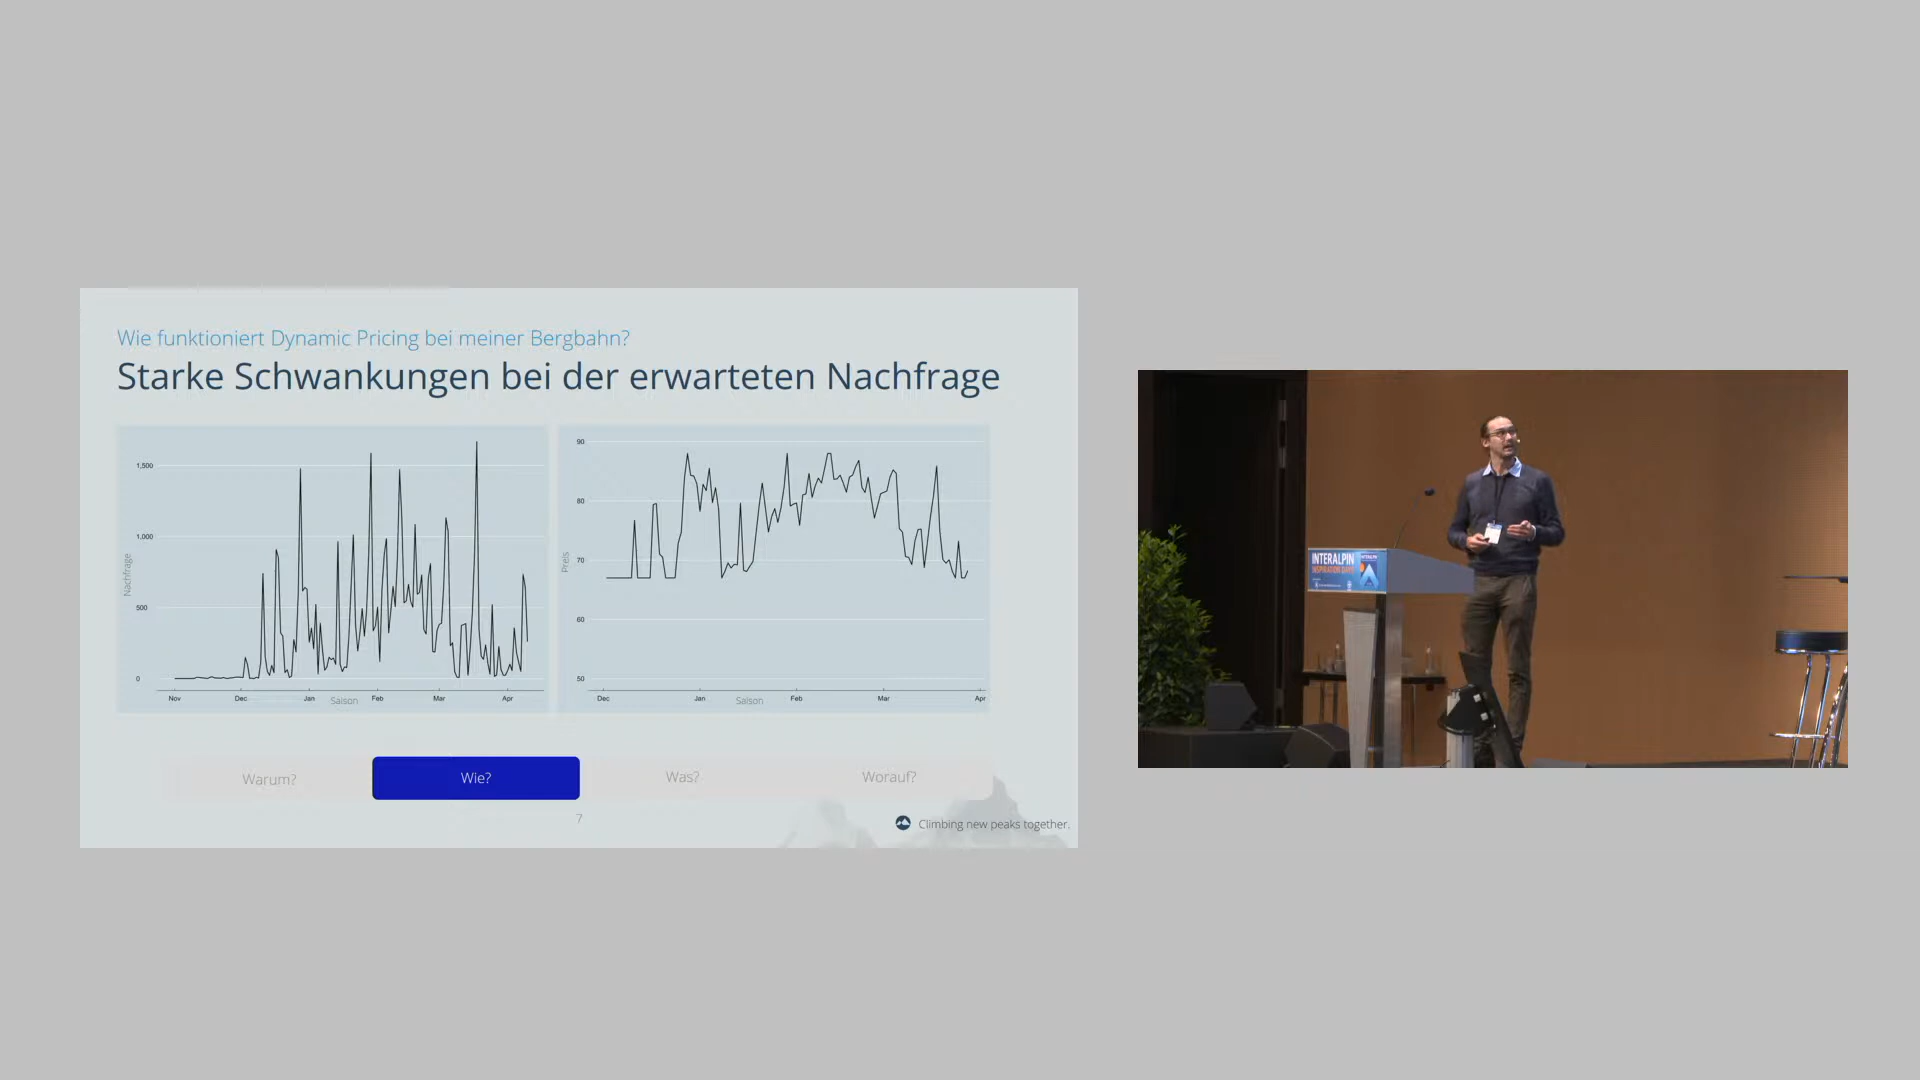 Wie funktioniert Dynamic Pricing bei meiner Bergbahn?
Starke Schwankungen bei der erwarteten Nachfrage
1,500
1,000
500
0
Nachfrage
Nov
Dec
Jan
Feb
Mar
Apr
Saison
90
80
70
60
50
Preis
Dec
Jan
Feb
Mar
Apr
Saison
Warum?
Wie?
Was?
Worauf?
7
Climbing new peaks together.
INTERALPIN
INSPIRATION DAYS